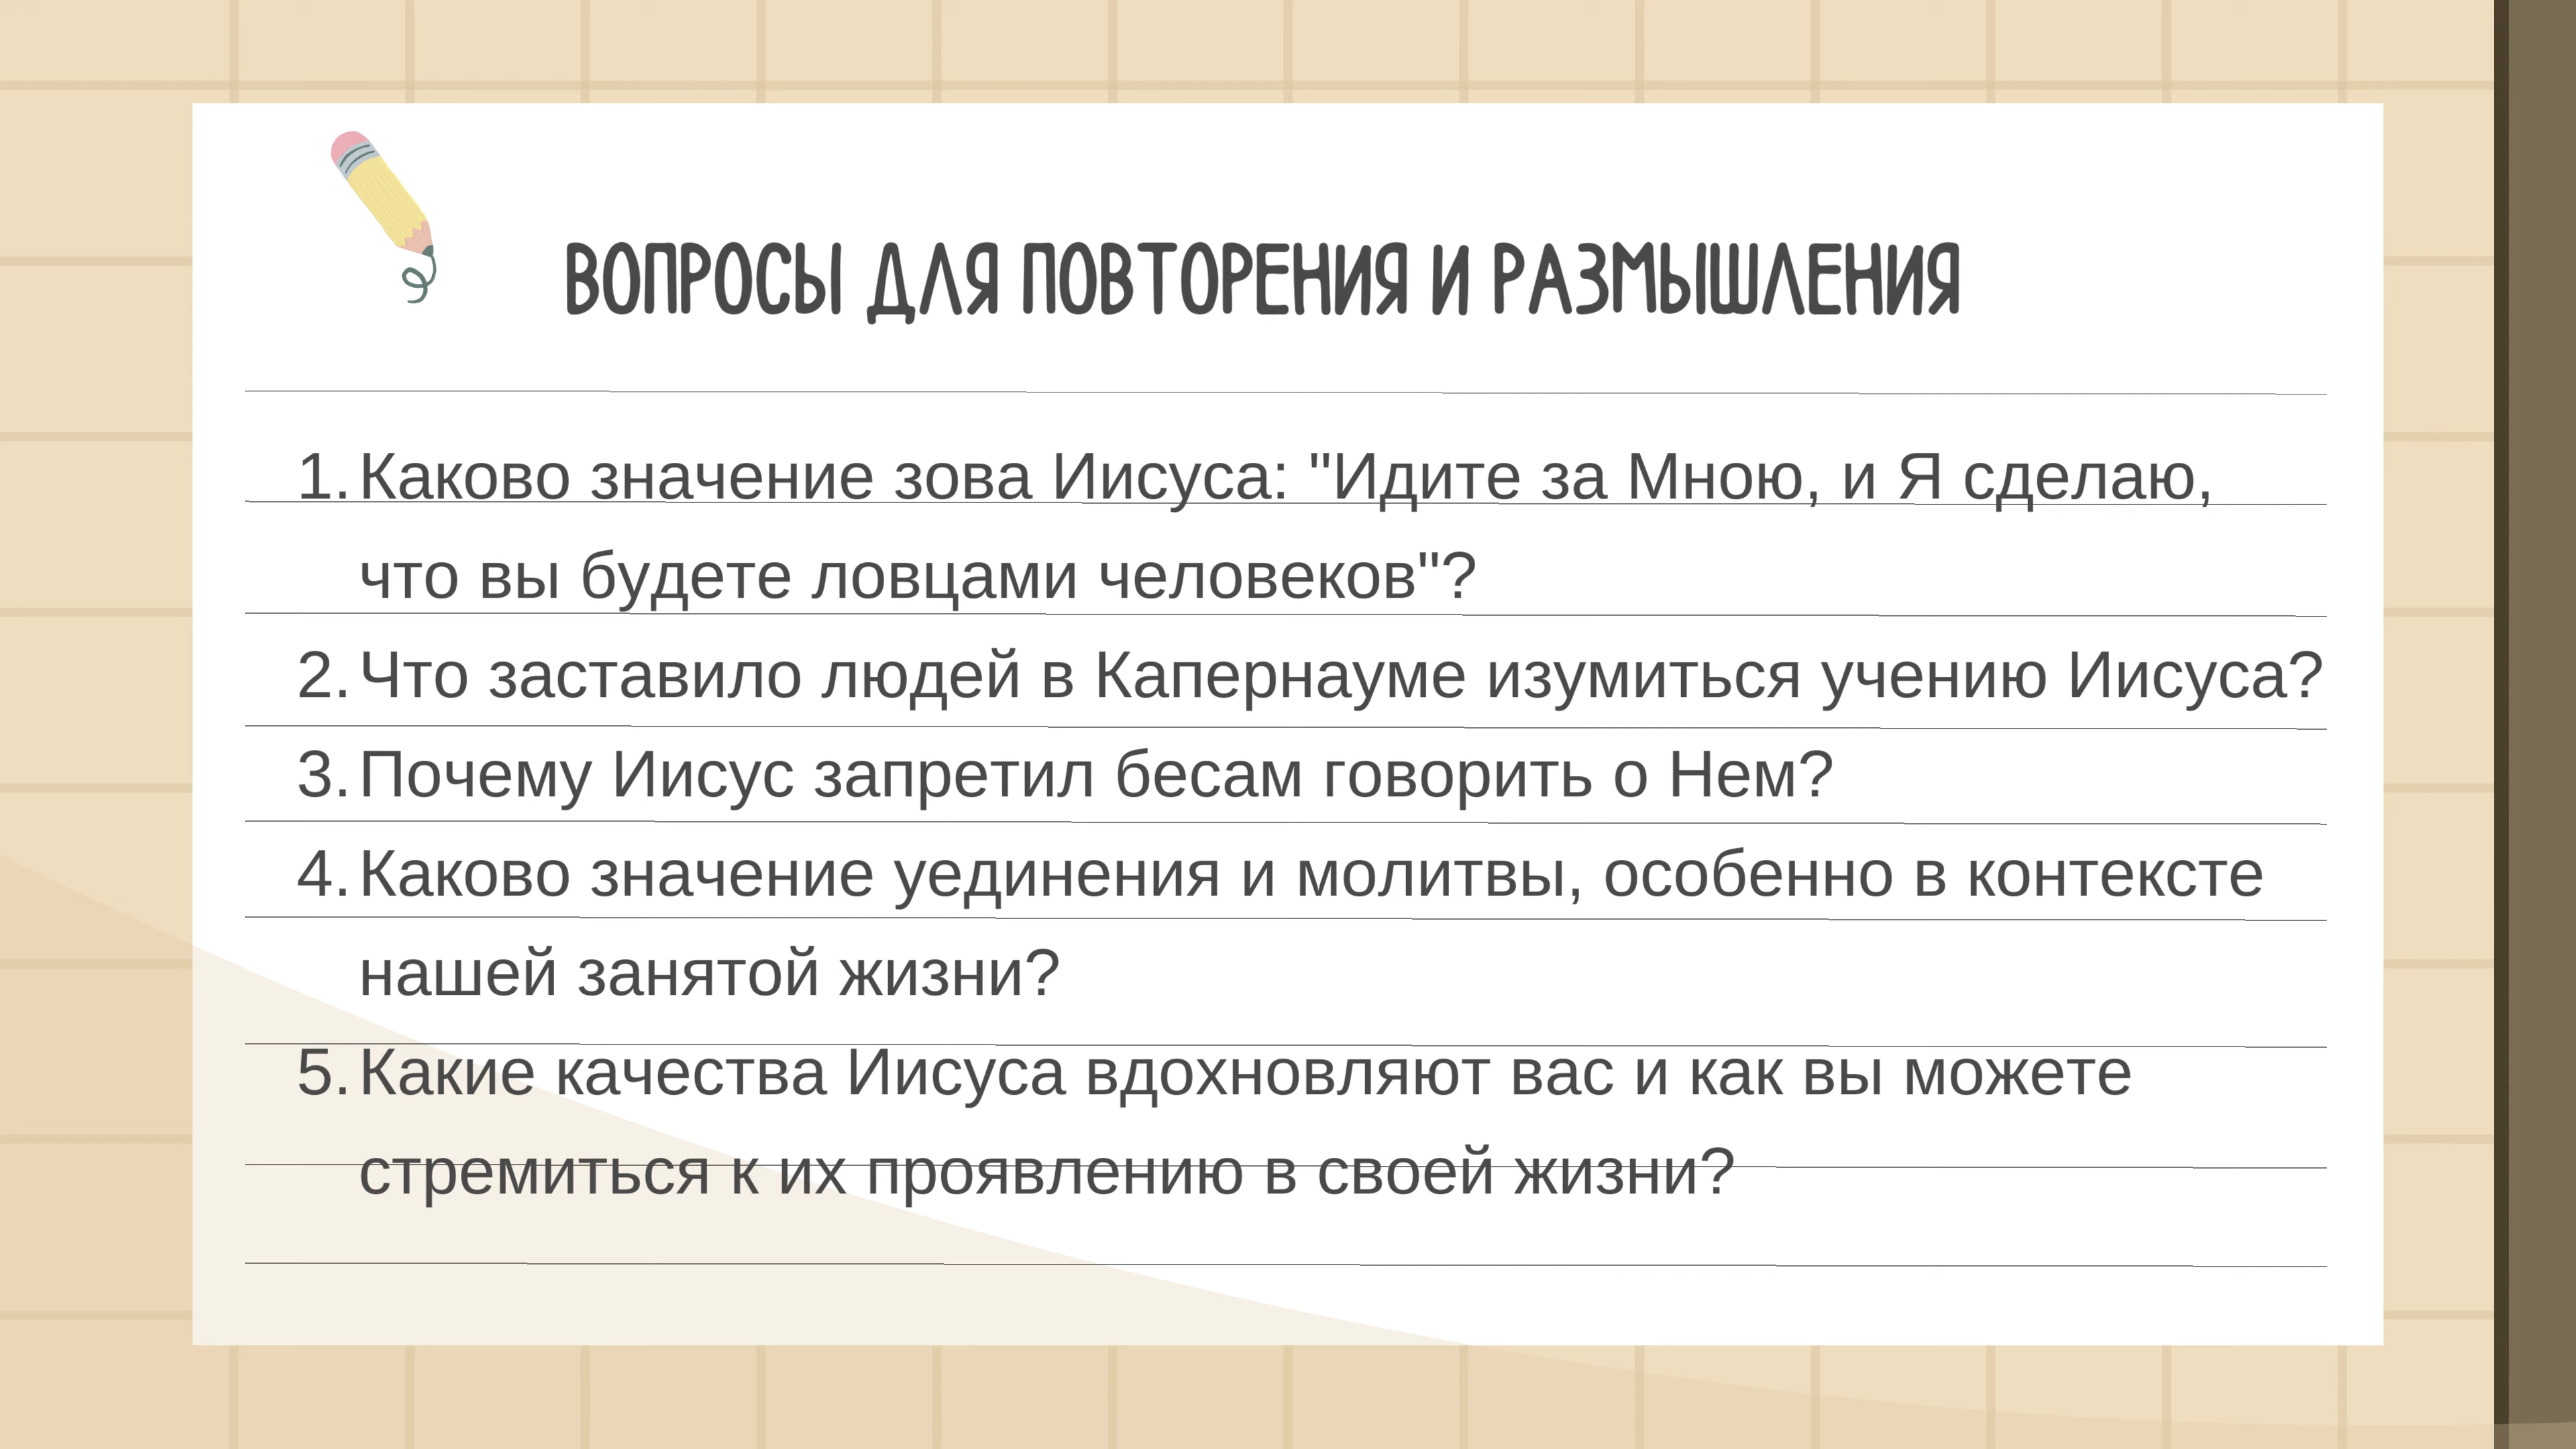 ВОПРОСЫ ДЛЯ ПОВТОРЕНИЯ И РАЗМЫШЛЕНИЯ
1. Каково значение зова Иисуса: "Идите за Мною, и Я сделаю,
что вы будете ловцами человеков"?
2. Что заставило людей в Капернауме изумиться учению Иисуса?
3. Почему Иисус запретил бесам говорить о Нем?
4. Каково значение уединения и молитвы, особенно в контексте
нашей занятой жизни?
5. Какие качества Иисуса вдохновляют вас и как вы можете
стремиться к их проявлению в своей жизни?